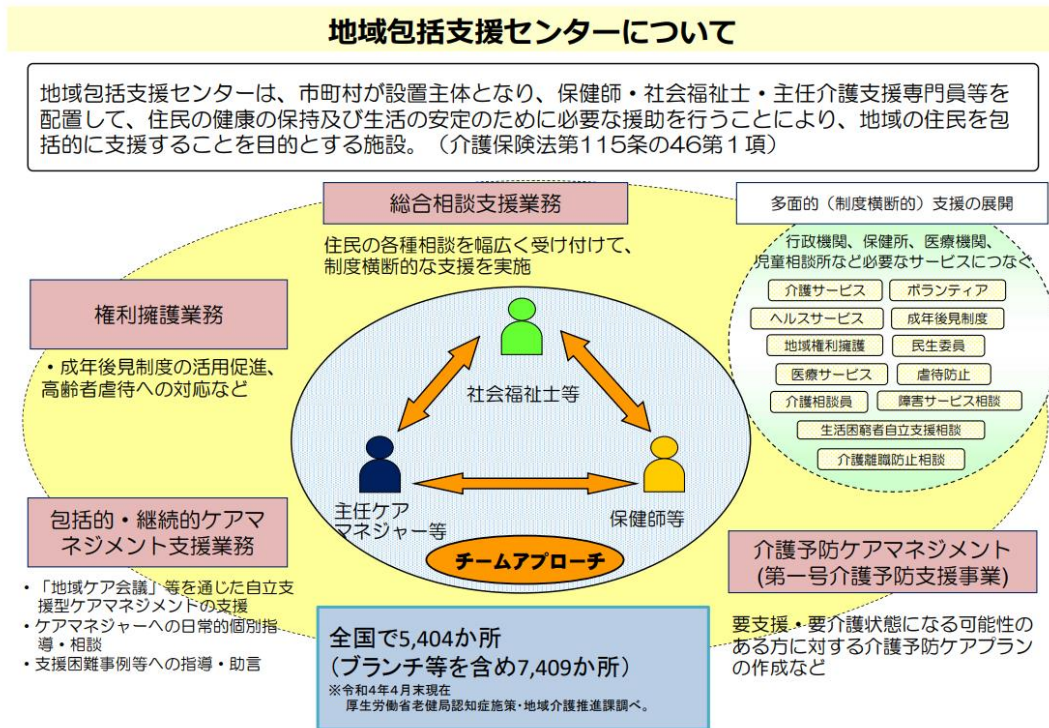 地域包括支援センターについて
地域包括支援センターは、市町村が設置主体となり、保健師・社会福祉士・主任介護支援専門員等を
配置して、住民の健康の保持及び生活の安定のために必要な援助を行うことにより、地域の住民を包
括的に支援することを目的とする施設。（介護保険法第115条の46第１項）
総合相談支援業務
住民の各種相談を幅広く受け付けて、
制度横断的な支援を実施
多面的（制度横断的）支援の展開
行政機関、保健所、医療機関、
児童相談所など必要なサービスにつなぐ
介護サービス
ボランティア
ヘルスサービス
成年後見制度
地域権利擁護
民生委員
医療サービス
虐待防止
介護相談員
障害サービス相談
生活困窮者自立支援相談
介護離職防止相談
権利擁護業務
・成年後見制度の活用促進、
高齢者虐待への対応など
社会福祉士等
主任ケア
マネジャー等
保健師等
チームアプローチ
包括的・継続的ケアマ
ネジメント支援業務
・「地域ケア会議」等を通じた自立支
援型ケアマネジメントの支援
・ケアマネジャーへの日常的個別指
導・相談
・支援困難事例等への指導・助言
介護予防ケアマネジメント
(第一号介護予防支援事業)
要支援・要介護状態になる可能性の
ある方に対する介護予防ケアプラン
の作成など
全国で5,404か所
（ブランチ等を含め7,409か所）
※令和4年4月末現在
厚生労働省老健局認知症施策・地域介護推進課調べ。